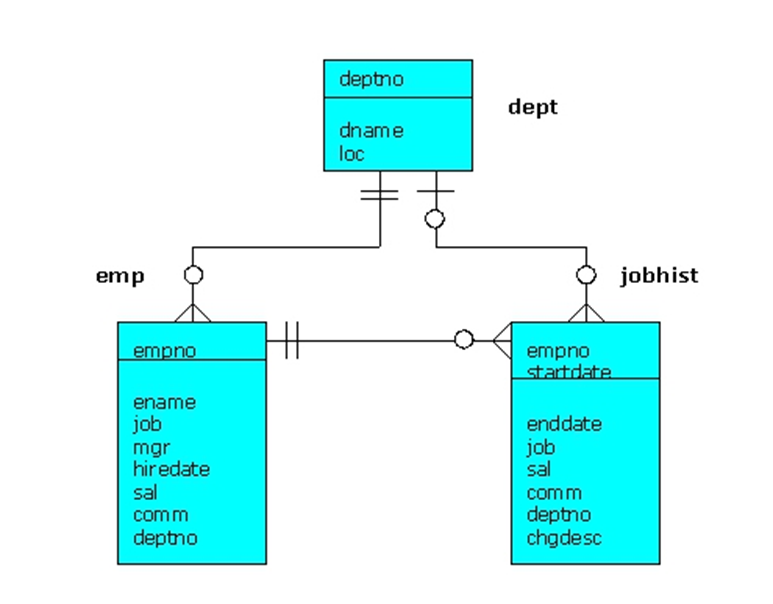 deptno
dname
loc
dept
emp
empno
ename
job
mgr
hiredate
sal
comm
deptno
jobhist
empno
startdate
enddate
job
sal
comm
deptno
chgdesc